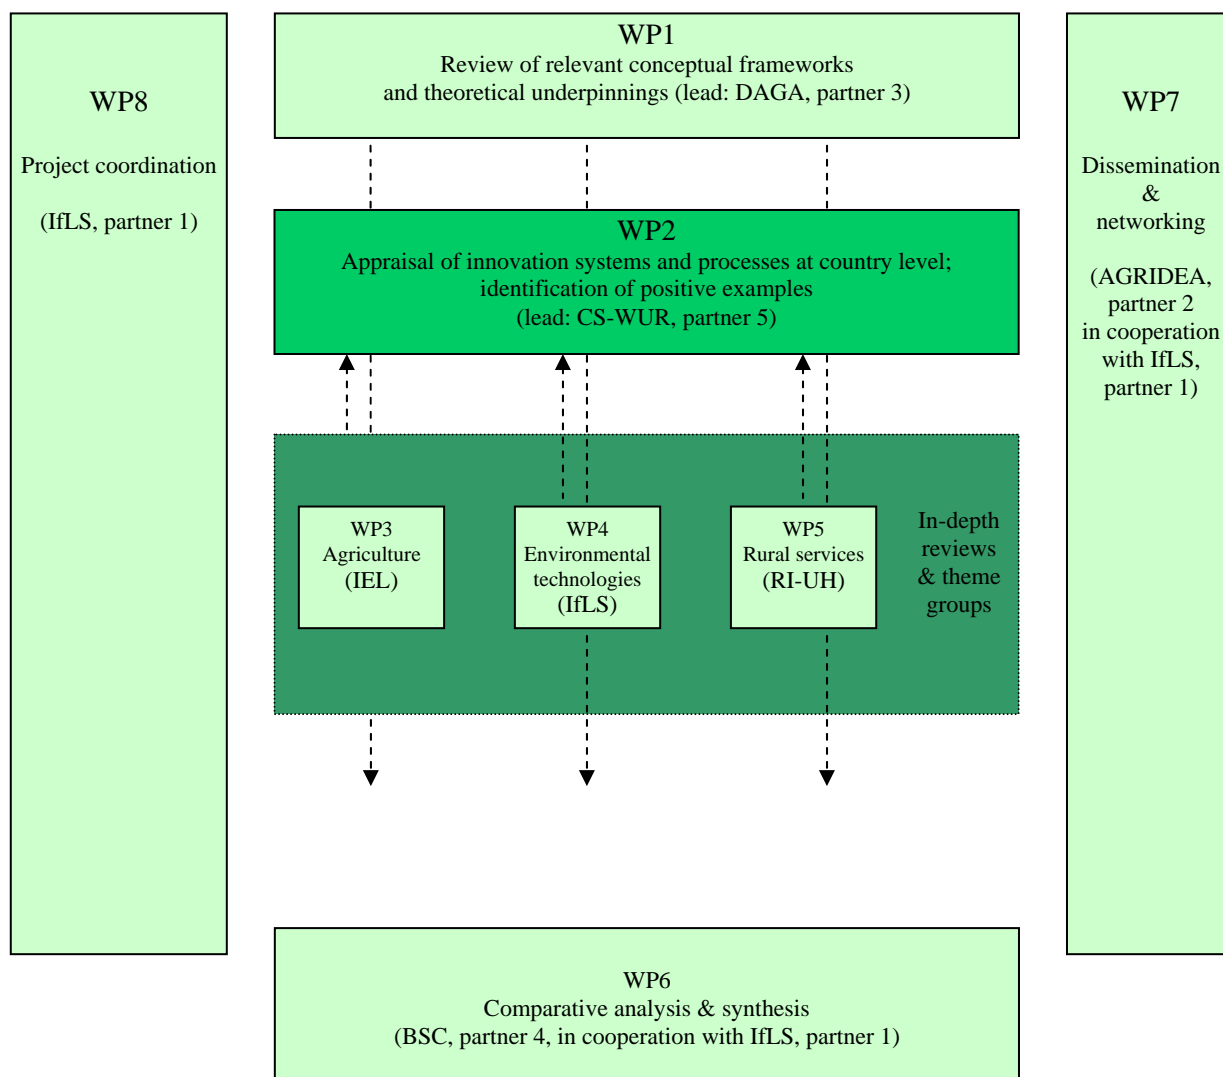 WP1
Review of relevant conceptual frameworks
and theoretical underpinnings (lead: DAGA, partner 3)
WP8
Project coordination
(IfLS, partner 1)
WP7
Dissemination
&
networking
(AGRIDEA,
partner 2
in cooperation
with IfLS,
partner 1)
WP2
Appraisal of innovation systems and processes at country level;
identification of positive examples
(lead: CS-WUR, partner 5)
WP3
Agriculture
(IEL)
WP4
Environmental
technologies
(IfLS)
WP5
Rural services
(RI-UH)
In-depth
reviews
& theme
groups
WP6
Comparative analysis & synthesis
(BSC, partner 4, in cooperation with IfLS, partner 1)